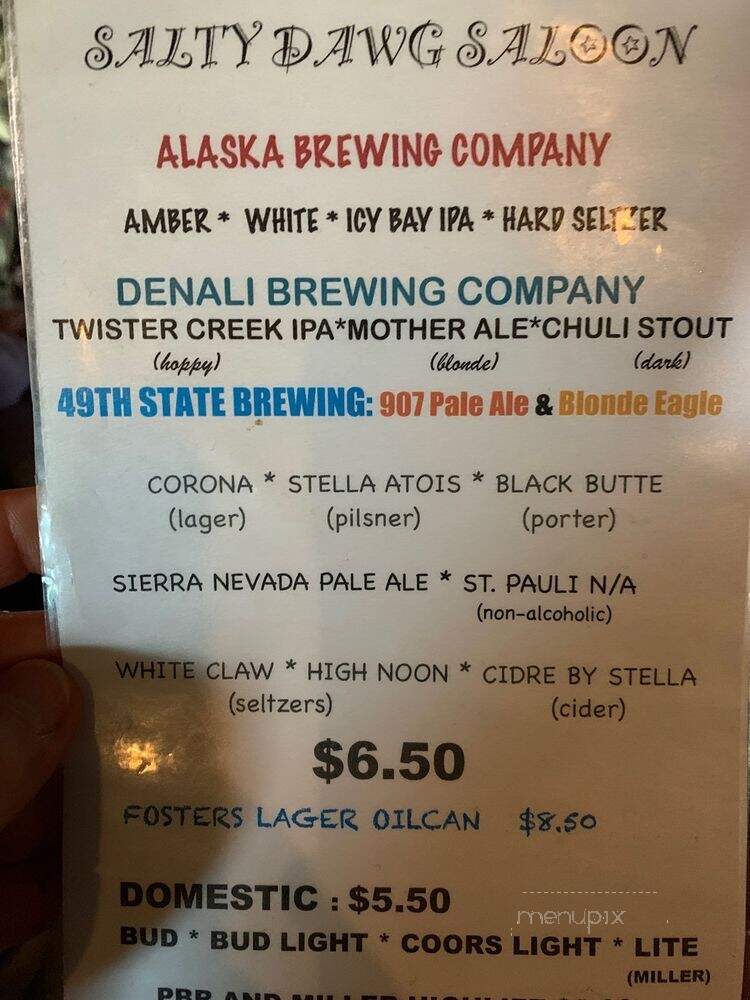 SALTY DAWG SALOON
ALASKA BREWING COMPANY
AMBER * WHITE * ICY BAY IPA * HARD SELTZER
DENALI BREWING COMPANY
TWISTER CREEK IPA*MOTHER ALE*CHULI STOUT
(hoppy) (blonde) (dark)
49TH STATE BREWING: 907 Pale Ale & Blonde Eagle
CORONA * STELLA ATOIS * BLACK BUTTE
(lager) (pilsner) (porter)
SIERRA NEVADA PALE ALE * ST. PAULI N/A
(non-alcoholic)
WHITE CLAW * HIGH NOON * CIDRE BY STELLA
(seltzers) (cider)
$6.50
FOSTERS LAGER OILCAN $8.50
DOMESTIC : $5.50
menupix
BUD * BUD LIGHT * COORS LIGHT * LITE
(MILLER)
PBR AND MILLER